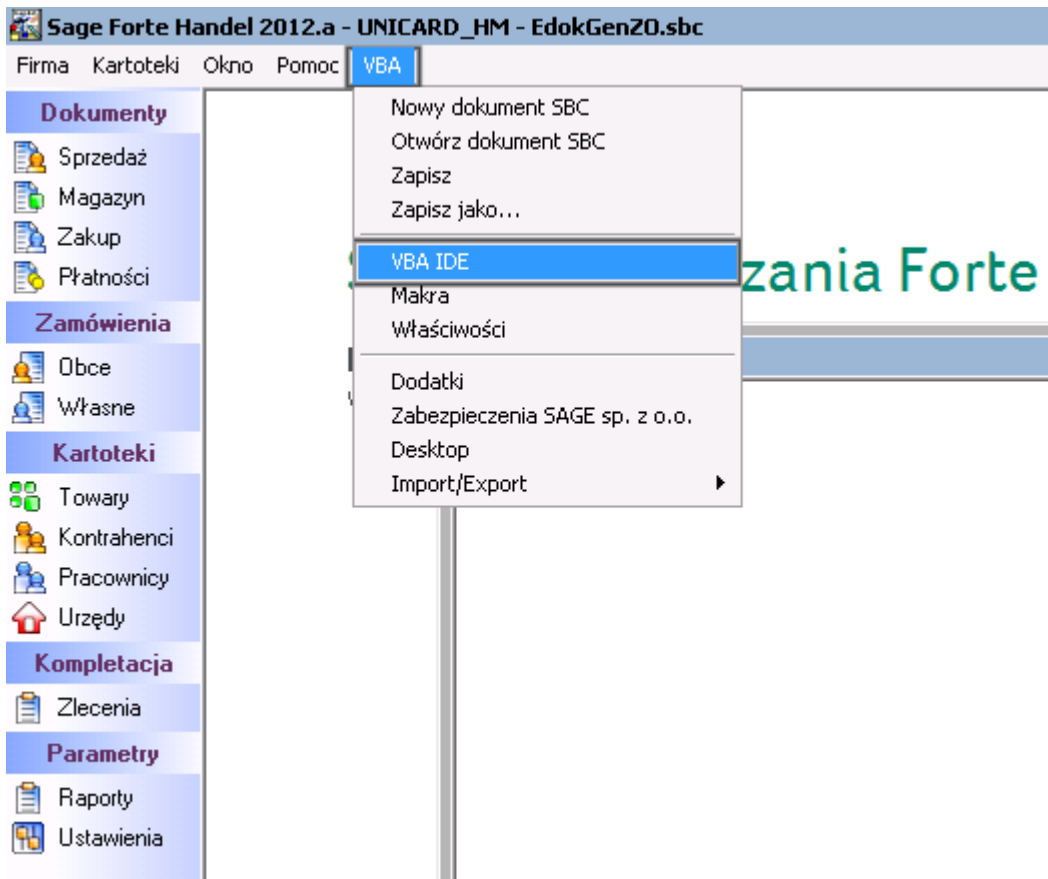 Sage Forte Handel 2012.a - UNICARD_HM - EdokGenZO.sbc
Firma Kartoteki Okno Pomoc VBA
Dokumenty
Sprzedaż
Magazyn
Zakup
Płatności
Zamówienia
Obce
Własne
Kartoteki
Towary
Kontrahenci
Pracownicy
Urzędy
Kompletacja
Zlecenia
Parametry
Raporty
Ustawienia
Nowy dokument SBC
Otwórz dokument SBC
Zapisz
Zapisz jako...
VBA IDE
Makra
Właściwości
Dodatki
Zabezpieczenia SAGE sp. z o.o.
Desktop
Import/Export
zania Forte